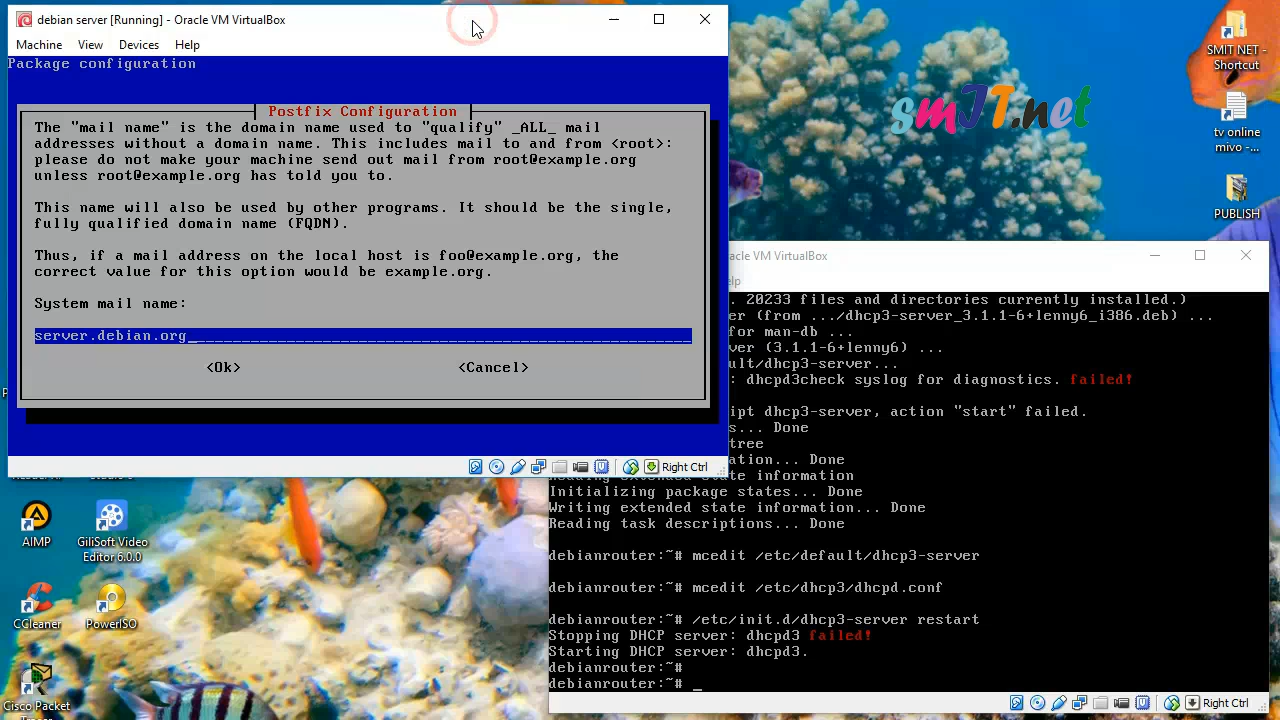 debian server [Running] - Oracle VM VirtualBox
Machine View Devices Help
Package configuration
Postfix Configuration
The "mail name" is the domain name used to "qualify" _ALL_ mail
addresses without a domain name. This includes mail to and from <root>:
please do not make your machine send out mail from root@example.org
unless root@example.org has told you to.
This name will also be used by other programs. It should be the single,
fully qualified domain name (FQDN).
Thus, if a mail address on the local host is foo@example.org, the
correct value for this option would be example.org.
System mail name:
server.debian.org
<Ok> <Cancel>
Right Ctrl
smIT.net
SMIT NET -
Shortcut
tv online
mivo -...
PUBLISH
acle VM VirtualBox
elp
. 20233 files and directories currently installed.)
er (from .../dhcp3-server_3.1.1-6+lenny6_i386.deb) ...
for man-db ...
ver (3.1.1-6+lenny6) ...
fault/dhcp3-server...
: dhcpd3check syslog for diagnostics. failed!
ipt dhcp3-server, action "start" failed.
s... Done
tree
ation... Done
Reading extended state information
Initializing package states... Done
Writing extended state information... Done
Reading task descriptions... Done
debianrouter:~# mcedit /etc/default/dhcp3-server
debianrouter:~# mcedit /etc/dhcp3/dhcpd.conf
debianrouter:~# /etc/init.d/dhcp3-server restart
Stopping DHCP server: dhcpd3 failed!
Starting DHCP server: dhcpd3.
debianrouter:~#
debianrouter:~# _
Right Ctrl
AIMP
GiliSoft Video
Editor 6.0.0
CCleaner
PowerISO
Cisco Packet